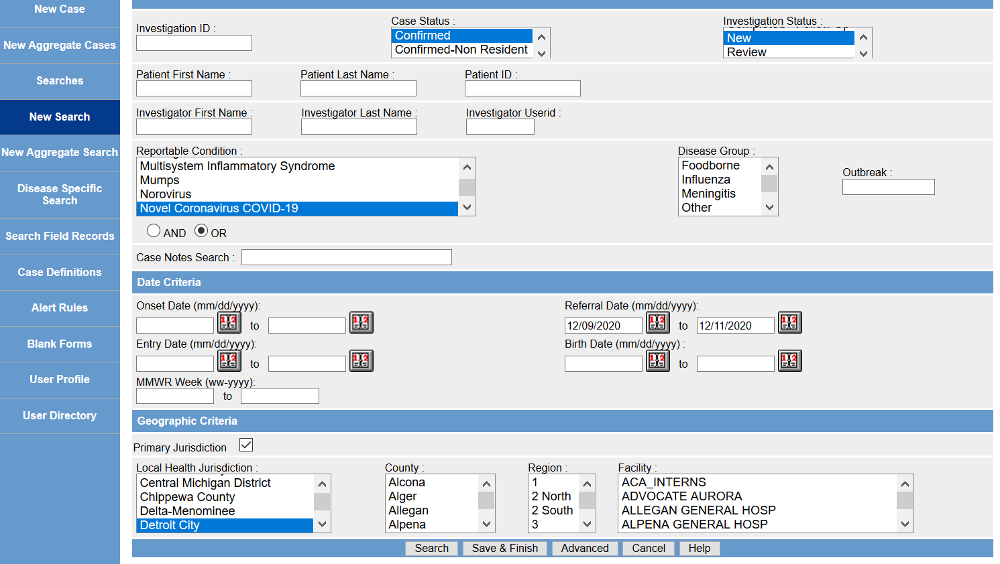 New Case
New Aggregate Cases
Searches
New Search
New Aggregate Search
Disease Specific
Search
Search Field Records
Case Definitions
Alert Rules
Blank Forms
User Profile
User Directory
Investigation ID :
Case Status :
Confirmed
Confirmed-Non Resident
Investigation Status :
Completed - Follow Up
New
Review
Patient First Name :
Patient Last Name :
Patient ID :
Investigator First Name :
Investigator Last Name :
Investigator Userid :
Reportable Condition :
Multisystem Inflammatory Syndrome
Mumps
Norovirus
Novel Coronavirus COVID-19
Disease Group :
Foodborne
Influenza
Meningitis
Other
Outbreak :
AND OR
Case Notes Search :
Date Criteria
Onset Date (mm/dd/yyyy):
to
Referral Date (mm/dd/yyyy):
12/09/2020 to 12/11/2020
Entry Date (mm/dd/yyyy):
to
Birth Date (mm/dd/yyyy) :
to
MMWR Week (ww-yyyy):
to
Geographic Criteria
Primary Jurisdiction
Local Health Jurisdiction :
Central Michigan District
Chippewa County
Delta-Menominee
Detroit City
County :
Alcona
Alger
Allegan
Alpena
Region :
1
2 North
2 South
3
Facility :
ACA_INTERNS
ADVOCATE AURORA
ALLEGAN GENERAL HOSP
ALPENA GENERAL HOSP
Search Save & Finish Advanced Cancel Help